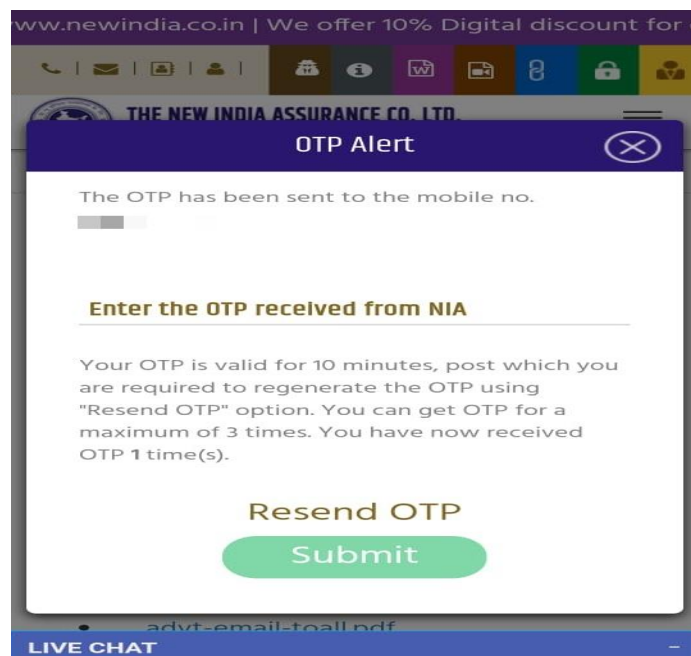 ww.newindia.co.in | We offer 10% Digital discount for
THE NEW INDIA ASSURANCE CO. LTD.
OTP Alert
The OTP has been sent to the mobile no.
Enter the OTP received from NIA
Your OTP is valid for 10 minutes, post which you
are required to regenerate the OTP using
"Resend OTP" option. You can get OTP for a
maximum of 3 times. You have now received
OTP 1 time(s).
Resend OTP
Submit
advt-email-toall.pdf
LIVE CHAT